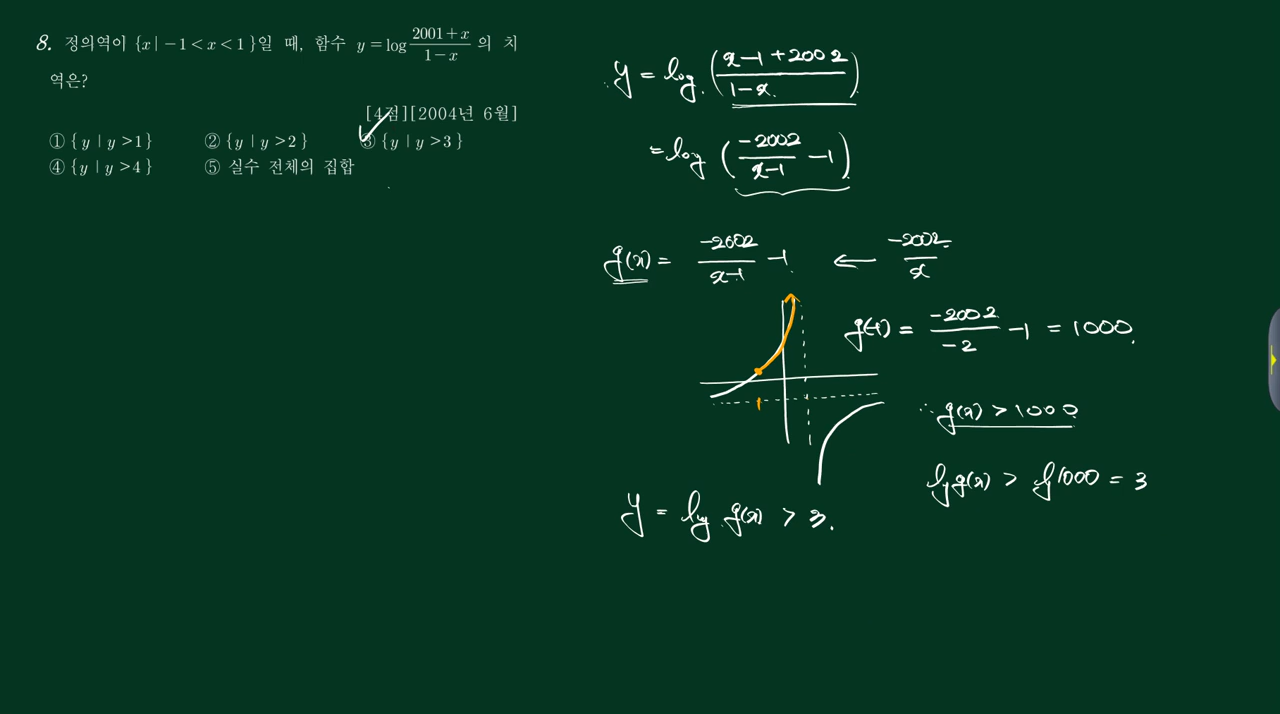 8. 정의역이 {x | -1 < x < 1}일 때, 함수 y = log (2001+x)/(1-x) 의 치
역은?
[4점][2004년 6월]
① { y | y >1} ② { y | y >2 } ③ { y | y >3 }
④ { y | y >4 } ⑤ 실수 전체의 집합
y = log ( (x-1+2002)/(1-x) )
= log ( (-2002)/(x-1) -1 )
g(x) = (-2002)/(x-1) -1 ← (-2002)/x
g(-1) = (-2002)/(-2) -1 = 1000
∴ g(x) > 1000
log g(x) > log 1000 = 3
y = log g(x) > 3.